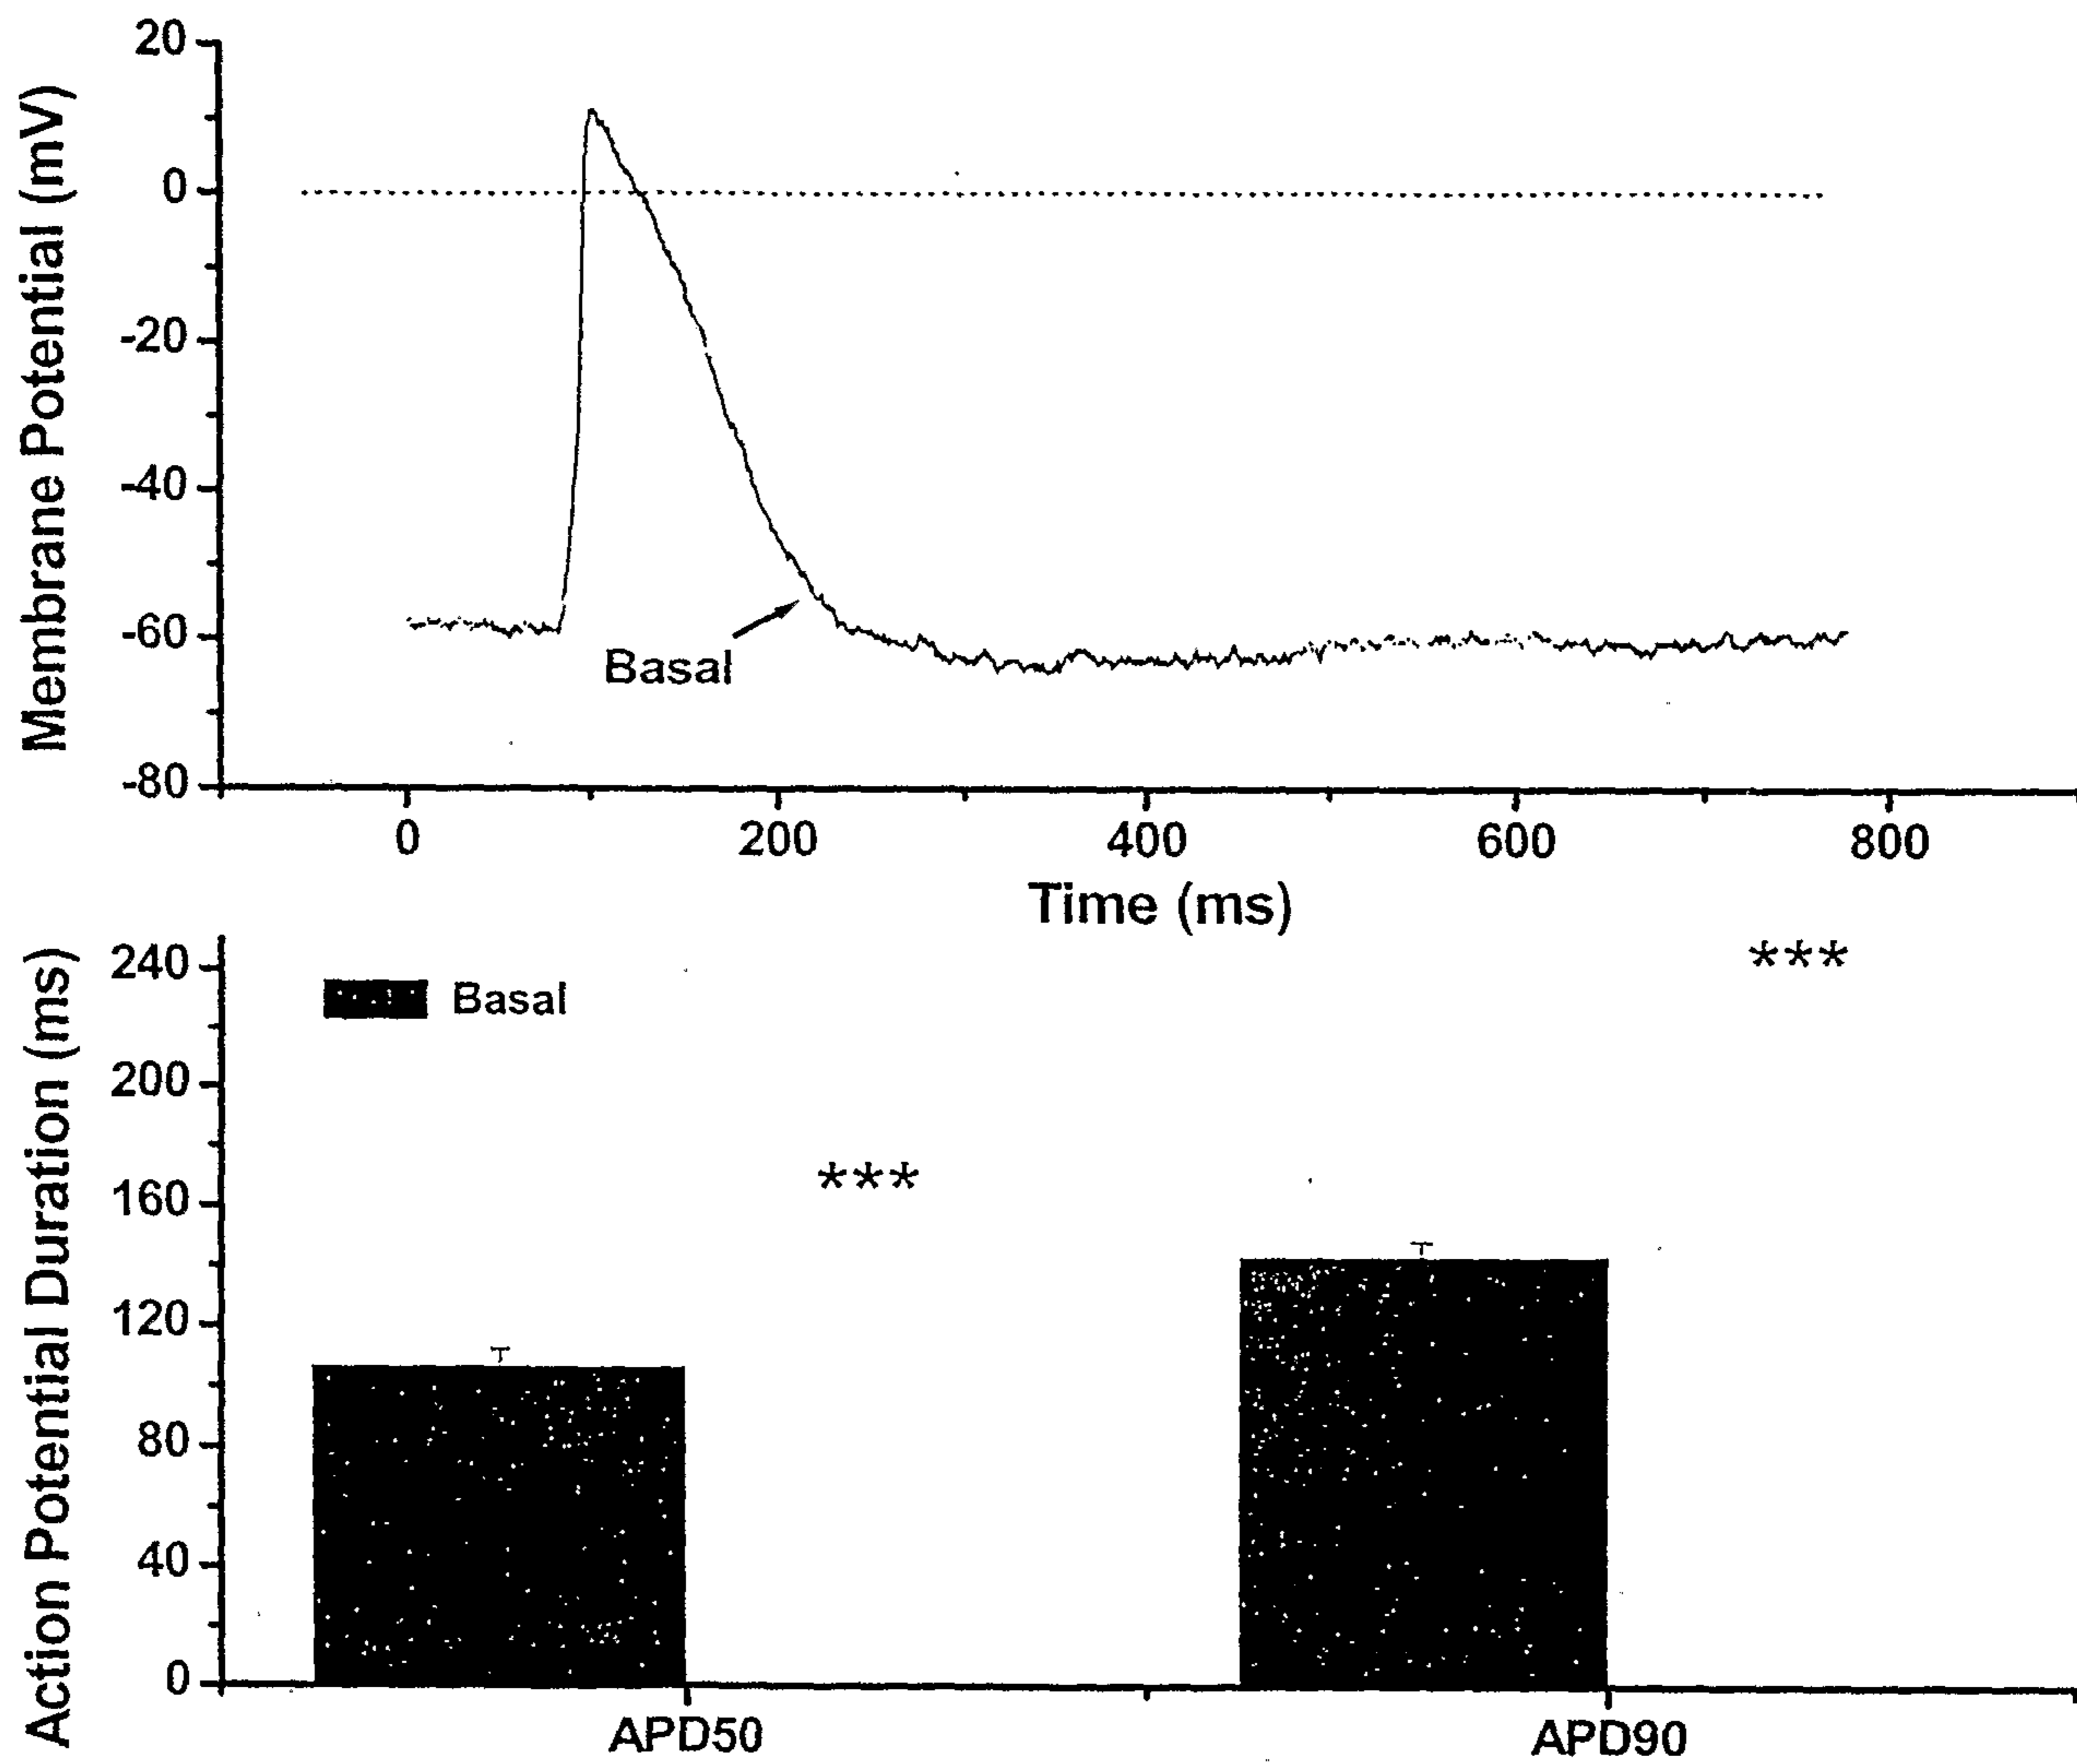 Membrane Potential (mV)
20
0
-20
-40
-60
-80
Basal
0 200 400 600 800
Time (ms)
Action Potential Duration (ms)
240
200
160
120
80
40
0
Basal
***
***
APD50 APD90